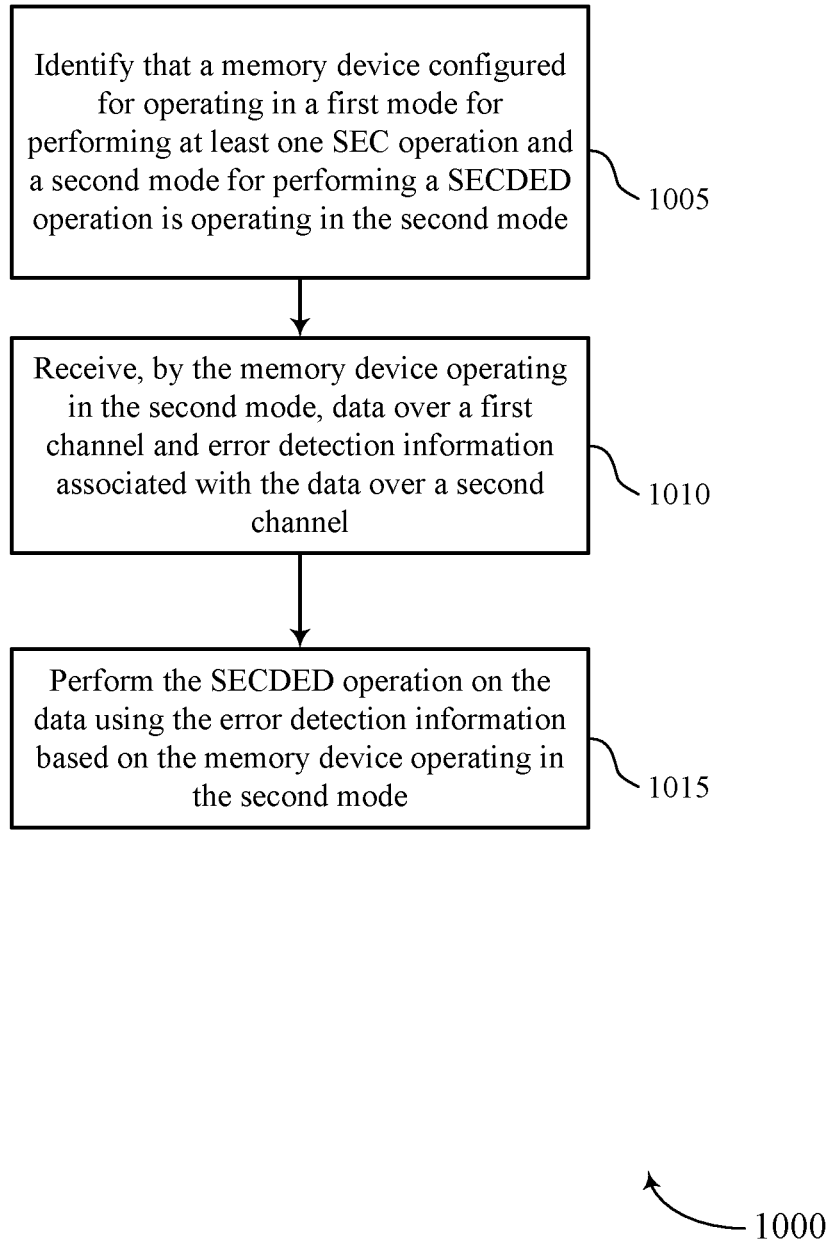 Identify that a memory device configured
for operating in a first mode for
performing at least one SEC operation and
a second mode for performing a SECDED
operation is operating in the second mode
1005
Receive, by the memory device operating
in the second mode, data over a first
channel and error detection information
associated with the data over a second
channel
1010
Perform the SECDED operation on the
data using the error detection information
based on the memory device operating in
the second mode
1015
1000